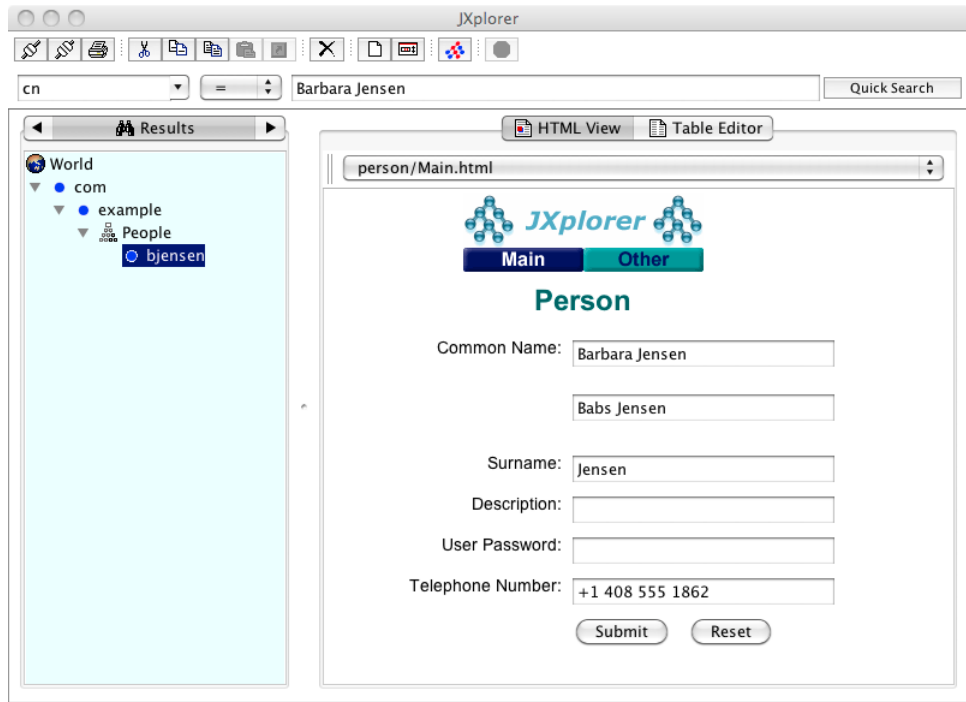 JXplorer
cn = Barbara Jensen Quick Search
Results
HTML View Table Editor
World
com
example
People
bjensen
person/Main.html
JXplorer
Main Other
Person
Common Name: Barbara Jensen
Babs Jensen
Surname: Jensen
Description:
User Password:
Telephone Number: +1 408 555 1862
Submit Reset